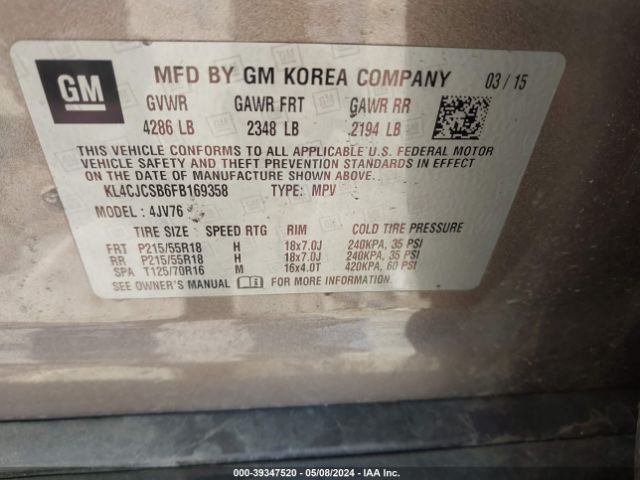 GM
MFD BY GM KOREA COMPANY 03 / 15
GVWR GAWR FRT GAWR RR
4286 LB 2348 LB 2194 LB
THIS VEHICLE CONFORMS TO ALL APPLICABLE U.S. FEDERAL MOTOR
VEHICLE SAFETY AND THEFT PREVENTION STANDARDS IN EFFECT
ON THE DATE OF MANUFACTURE SHOWN ABOVE.
KL4CJCSB6FB169358 TYPE: MPV
MODEL: 4JV76
TIRE SIZE SPEED RTG RIM COLD TIRE PRESSURE
FRT P215/55R18 H 18x7.0J 240KPA, 35 PSI
RR P215/55R18 H 18x7.0J 240KPA, 35 PSI
SPA T125/70R16 M 16x4.0T 420KPA, 60 PSI
SEE OWNER'S MANUAL FOR MORE INFORMATION
000-39347520 - 05/08/2024 - IAA Inc.